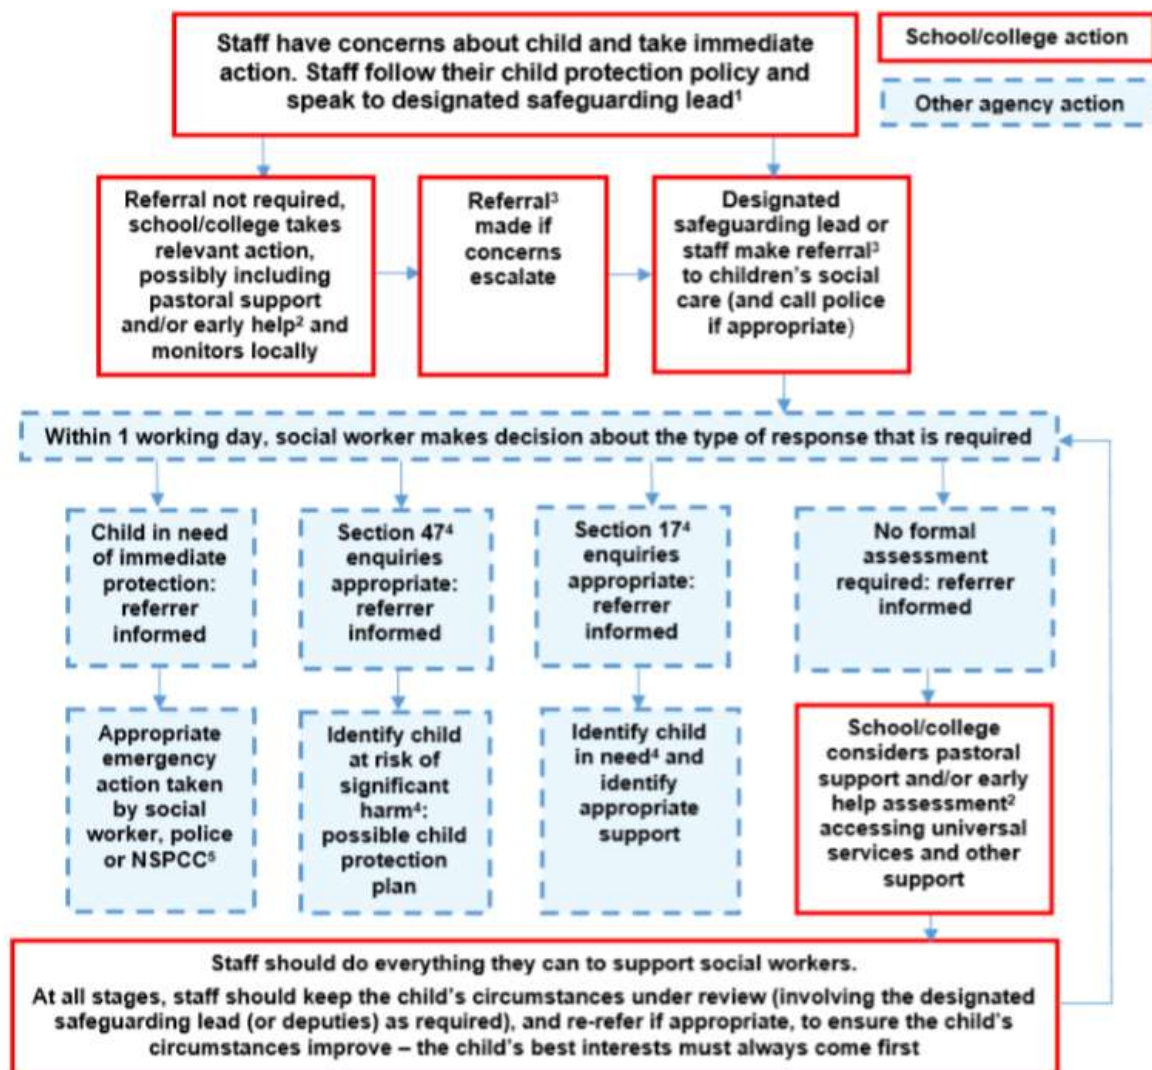 Staff have concerns about child and take immediate
action. Staff follow their child protection policy and
speak to designated safeguarding lead¹
School/college action
Other agency action
Referral not required,
school/college takes
relevant action,
possibly including
pastoral support
and/or early help² and
monitors locally
Referral³
made if
concerns
escalate
Designated
safeguarding lead or
staff make referral³
to children's social
care (and call police
if appropriate)
Within 1 working day, social worker makes decision about the type of response that is required
Child in need
of immediate
protection:
referrer
informed
Section 47⁴
enquiries
appropriate:
referrer
informed
Section 17⁴
enquiries
appropriate:
referrer
informed
No formal
assessment
required: referrer
informed
Appropriate
emergency
action taken
by social
worker, police
or NSPCC⁵
Identify child
at risk of
significant
harm⁴:
possible child
protection
plan
Identify child
in need⁴ and
identify
appropriate
support
School/college
considers pastoral
support and/or early
help assessment²
accessing universal
services and other
support
Staff should do everything they can to support social workers.
At all stages, staff should keep the child's circumstances under review (involving the designated
safeguarding lead (or deputies) as required), and re-refer if appropriate, to ensure the child's
circumstances improve – the child's best interests must always come first